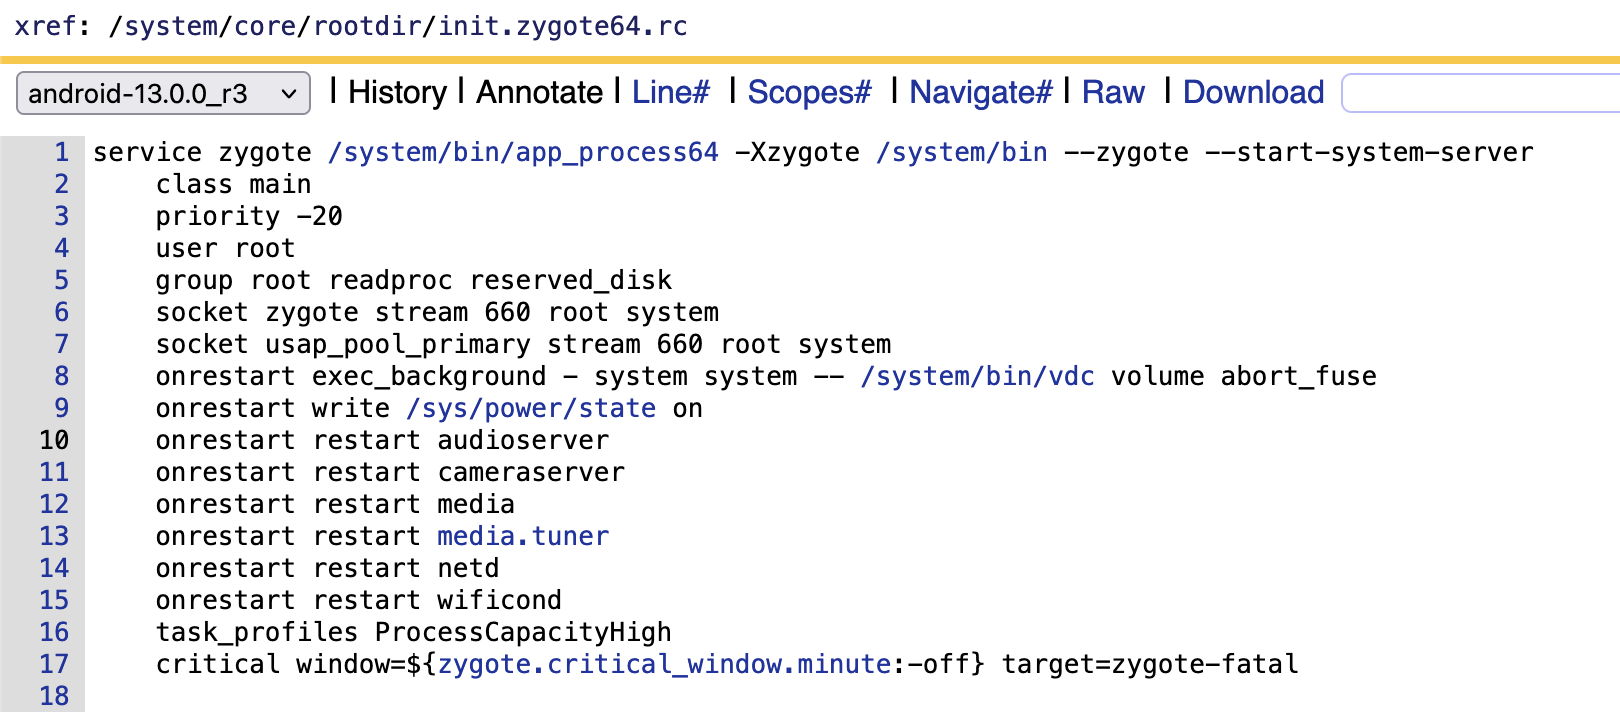 xref: /system/core/rootdir/init.zygote64.rc
android-13.0.0_r3 | History | Annotate | Line# | Scopes# | Navigate# | Raw | Download
1 service zygote /system/bin/app_process64 -Xzygote /system/bin --zygote --start-system-server
2     class main
3     priority -20
4     user root
5     group root readproc reserved_disk
6     socket zygote stream 660 root system
7     socket usap_pool_primary stream 660 root system
8     onrestart exec_background - system system -- /system/bin/vdc volume abort_fuse
9     onrestart write /sys/power/state on
10     onrestart restart audioserver
11     onrestart restart cameraserver
12     onrestart restart media
13     onrestart restart media.tuner
14     onrestart restart netd
15     onrestart restart wificond
16     task_profiles ProcessCapacityHigh
17     critical window=${zygote.critical_window.minute:-off} target=zygote-fatal
18